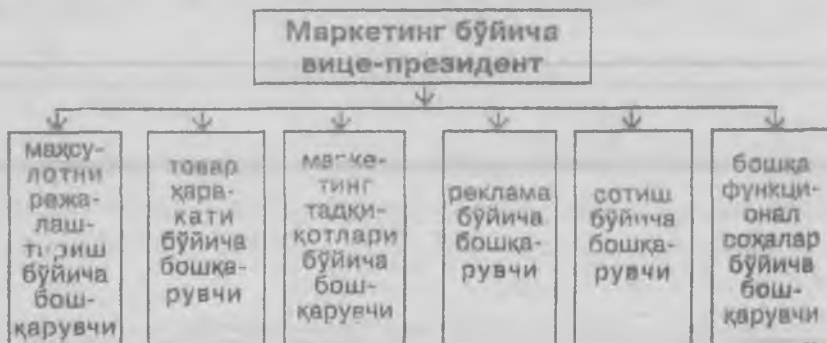 Маркетинг бўйича
вице-президент
маҳсу-
лотни
режа-
лаш-
тириш
бўйича
бош-
қарувчи
товар
ҳара-
кати
бўйича
бошқа-
рувчи
марке-
тинг
тадқи-
қотлари
бўйича
бош-
қарувчи
реклама
бўйича
бошқа-
рувчи
сотиш
бўйича
бошқа-
рувчи
бошқа
функци-
онал
соҳалар
бўйича
бош-
қарувчи